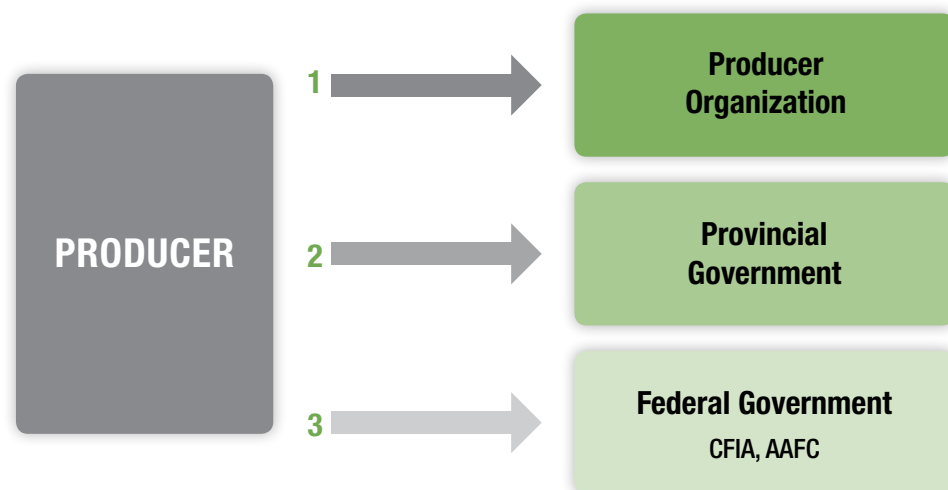 PRODUCER
1
Producer
Organization
2
Provincial
Government
3
Federal Government
CFIA, AAFC